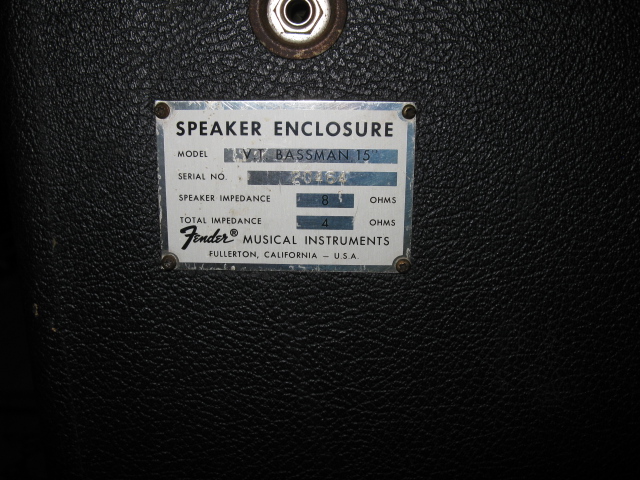 SPEAKER ENCLOSURE
MODEL V.T. BASSMAN 15
SERIAL NO.
SPEAKER IMPEDANCE 8 OHMS
TOTAL IMPEDANCE 4 OHMS
Fender® MUSICAL INSTRUMENTS
FULLERTON, CALIFORNIA — U.S.A.